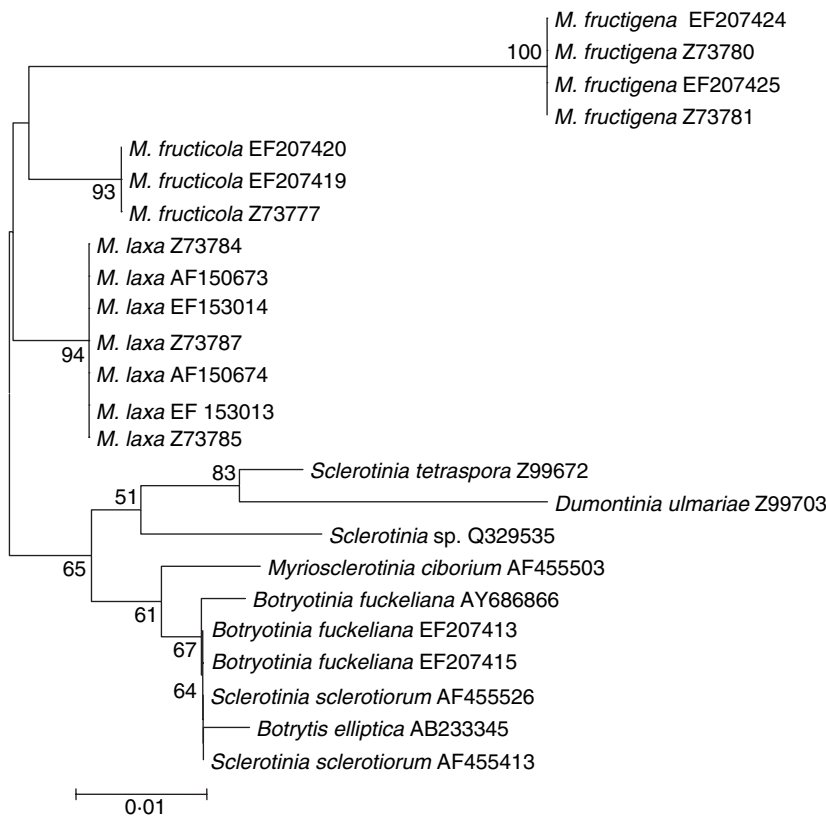 M. fructigena EF207424
100
M. fructigena Z73780
M. fructigena EF207425
M. fructigena Z73781
M. fructicola EF207420
M. fructicola EF207419
93
M. fructicola Z73777
M. laxa Z73784
M. laxa AF150673
M. laxa EF153014
M. laxa Z73787
94
M. laxa AF150674
M. laxa EF 153013
M. laxa Z73785
83
Sclerotinia tetraspora Z99672
51
Dumontinia ulmariae Z99703
Sclerotinia sp. Q329535
65
Myriosclerotinia ciborium AF455503
61
Botryotinia fuckeliana AY686866
Botryotinia fuckeliana EF207413
67
Botryotinia fuckeliana EF207415
64
Sclerotinia sclerotiorum AF455526
Botrytis elliptica AB233345
Sclerotinia sclerotiorum AF455413
0·01